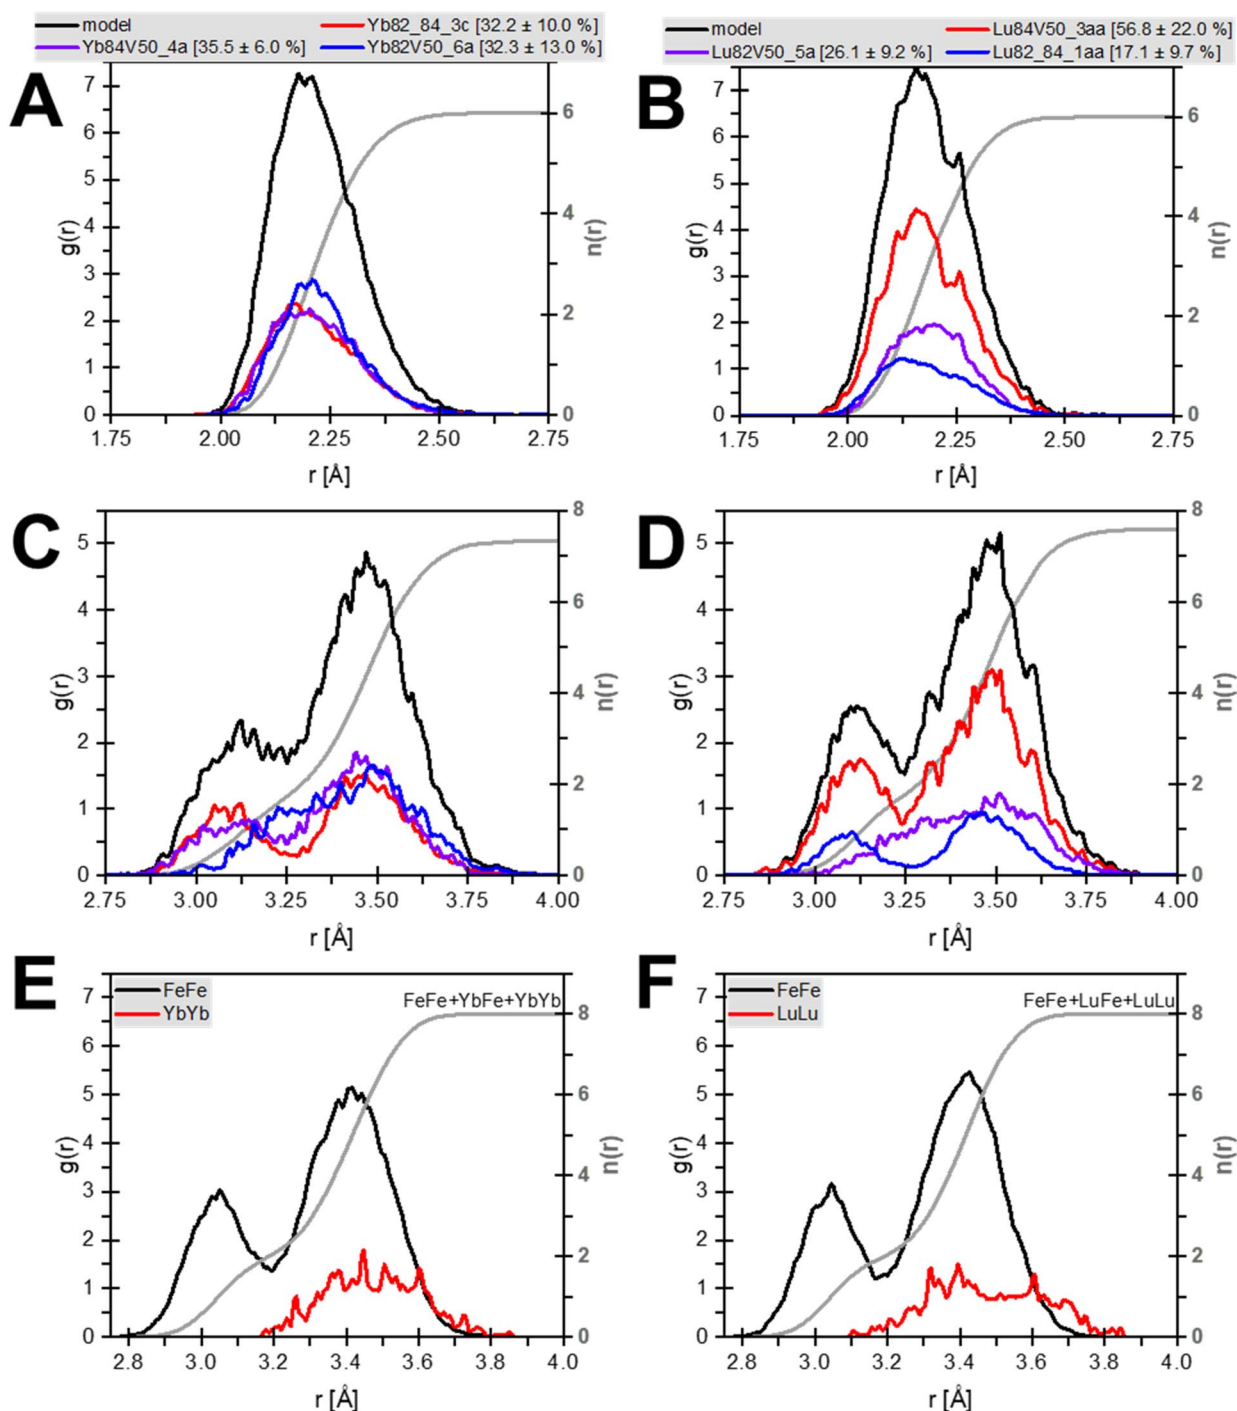 model
Yb82_84_3c [32.2 ± 10.0 %]
Yb84V50_4a [35.5 ± 6.0 %]
Yb82V50_6a [32.3 ± 13.0 %]
model
Lu84V50_3aa [56.8 ± 22.0 %]
Lu82V50_5a [26.1 ± 9.2 %]
Lu82_84_1aa [17.1 ± 9.7 %]
A
7
6
5
4
3
2
1
0
g(r)
6
4
2
0
n(r)
1.75 2.00 2.25 2.50 2.75
r [Å]
B
7
6
5
4
3
2
1
0
g(r)
6
4
2
0
n(r)
1.75 2.00 2.25 2.50 2.75
r [Å]
C
5
4
3
2
1
0
g(r)
8
6
4
2
0
n(r)
2.75 3.00 3.25 3.50 3.75 4.00
r [Å]
D
5
4
3
2
1
0
g(r)
8
6
4
2
0
n(r)
2.75 3.00 3.25 3.50 3.75 4.00
r [Å]
E
FeFe
YbYb
FeFe+YbFe+YbYb
7
6
5
4
3
2
1
0
g(r)
8
6
4
2
0
n(r)
2.8 3.0 3.2 3.4 3.6 3.8 4.0
r [Å]
F
FeFe
LuLu
FeFe+LuFe+LuLu
7
6
5
4
3
2
1
0
g(r)
8
6
4
2
0
n(r)
2.8 3.0 3.2 3.4 3.6 3.8 4.0
r [Å]